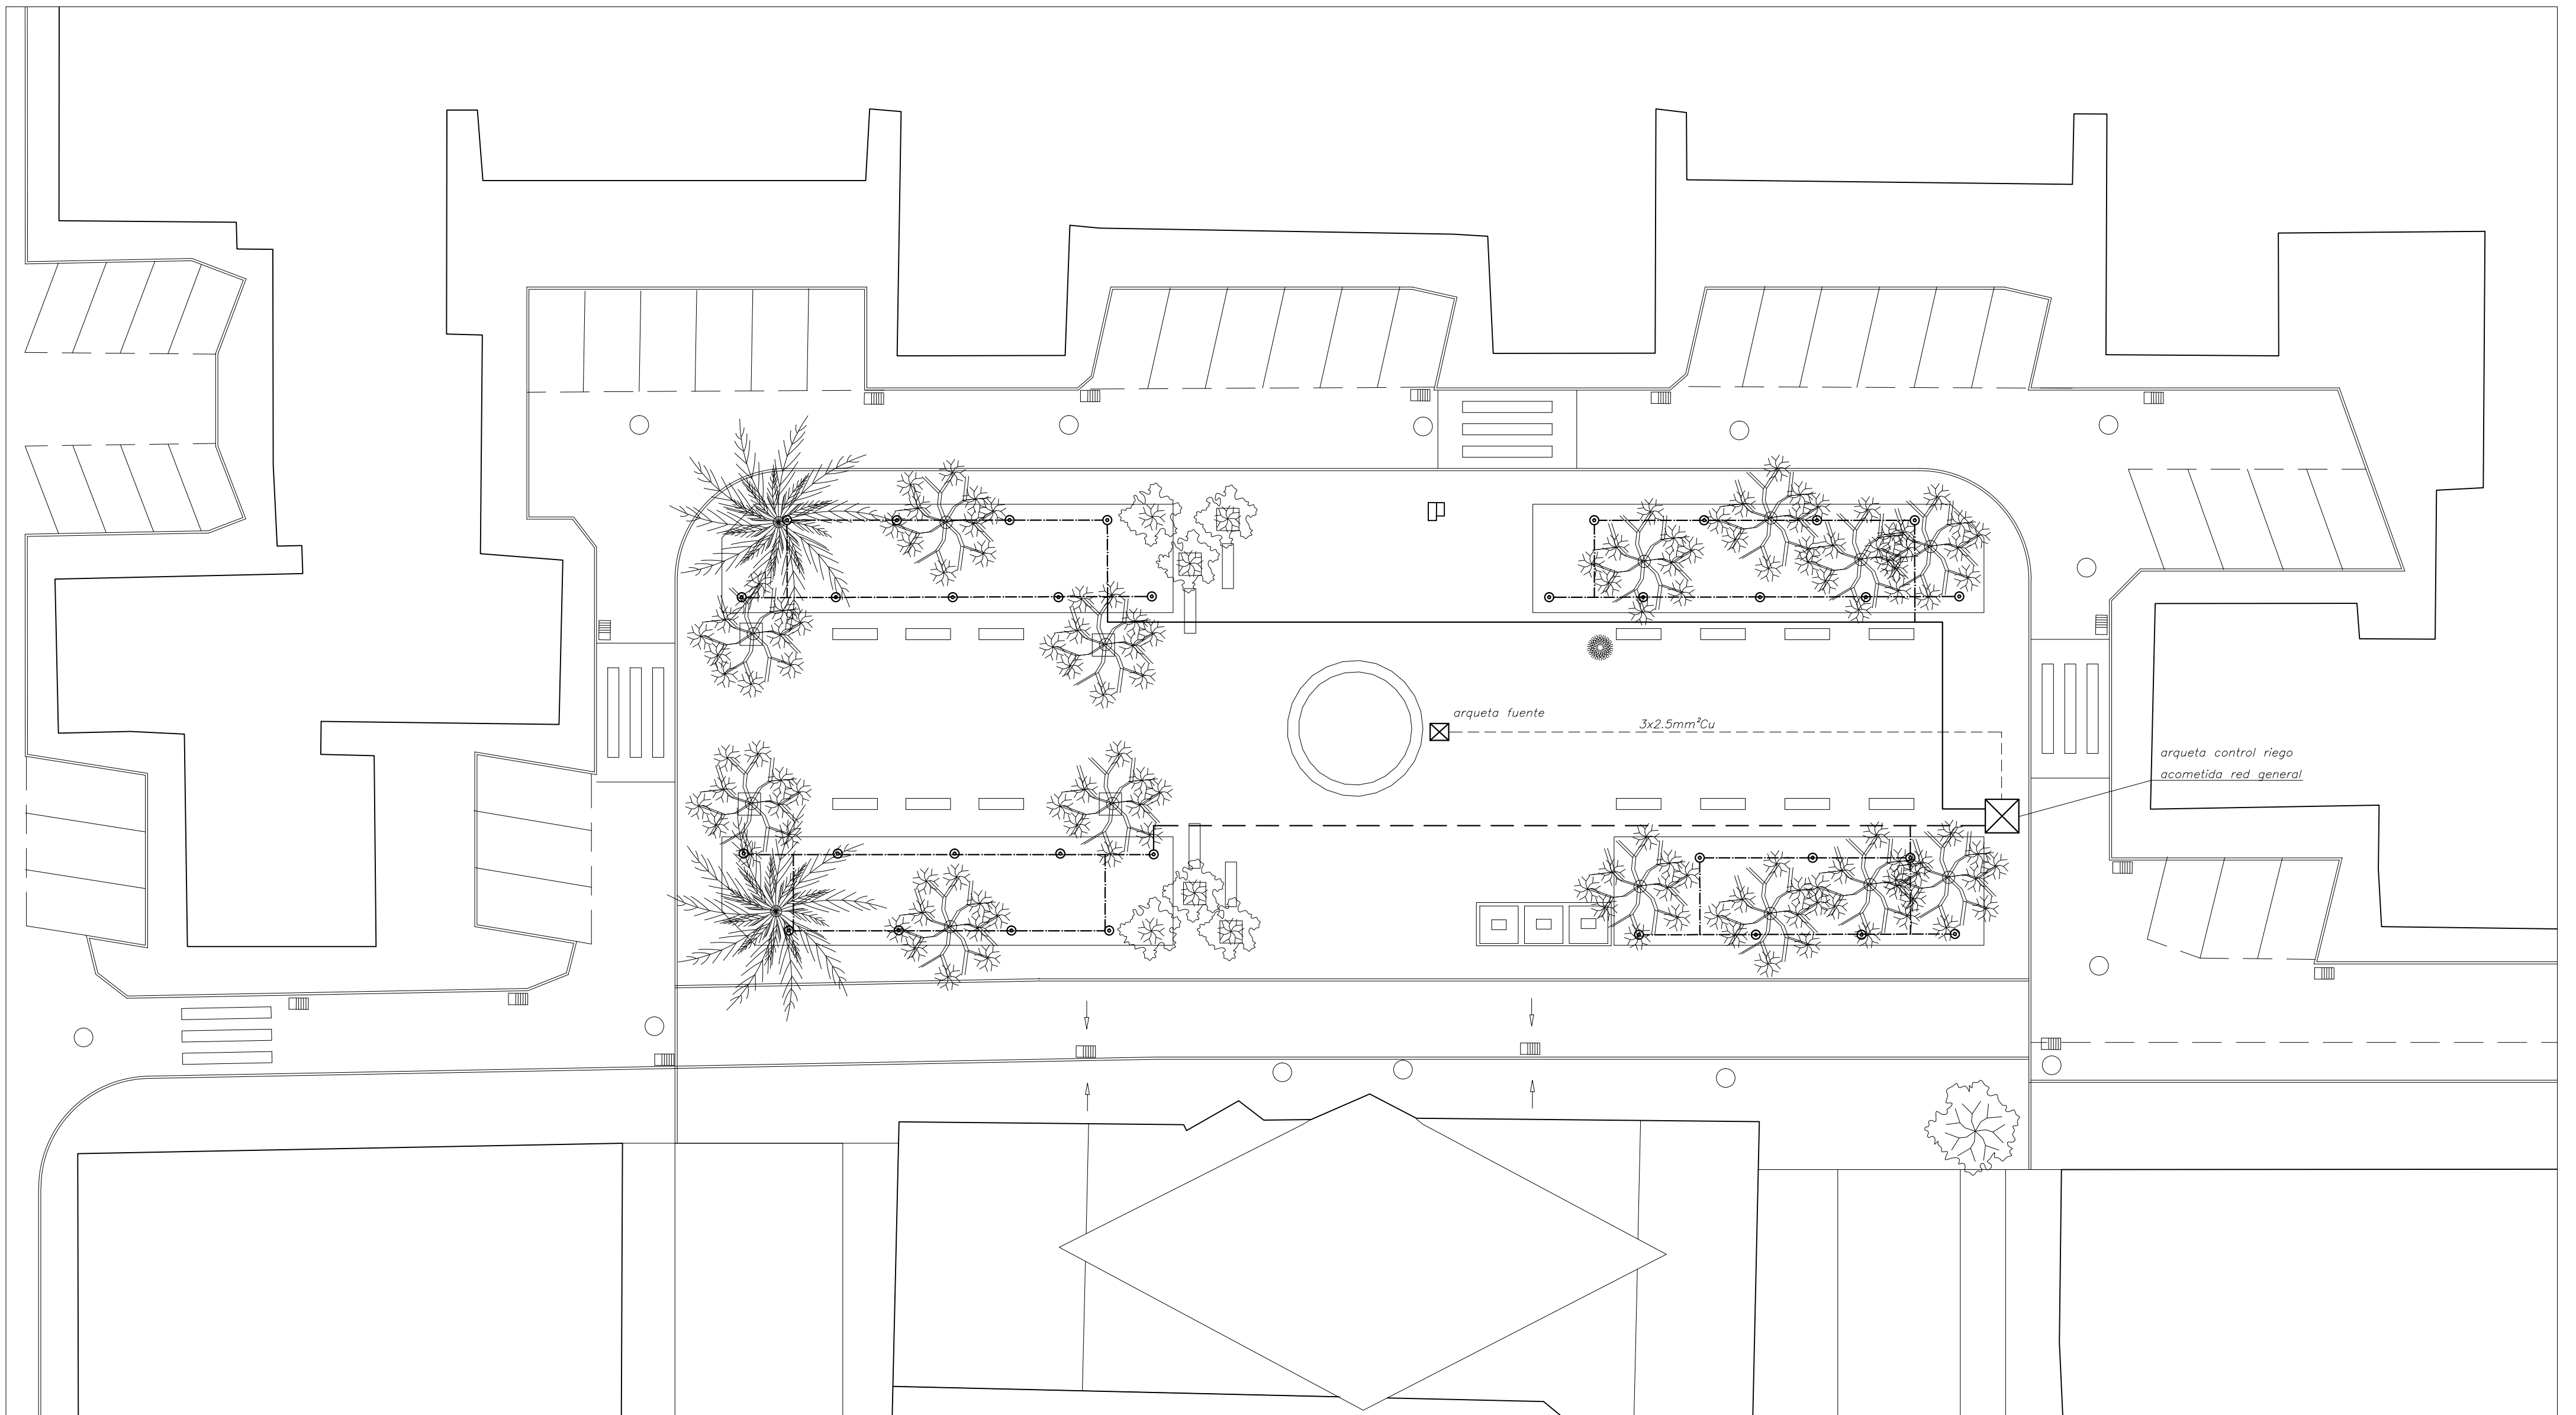 arqueta fuente
3x2.5mm²Cu
arqueta control riego
acometida red general